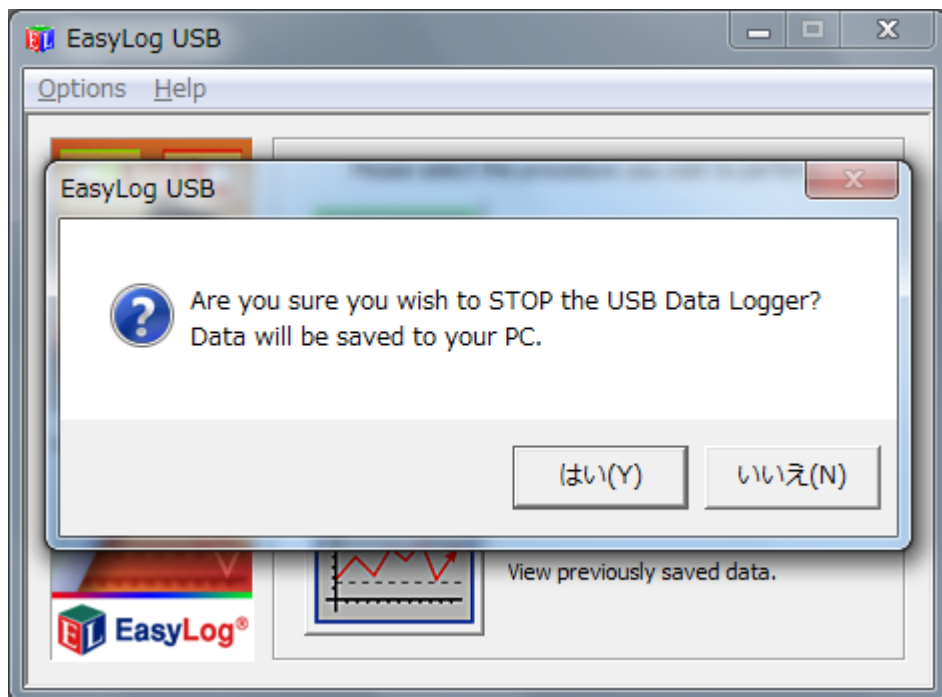 EasyLog USB
Options Help
EasyLog USB
Are you sure you wish to STOP the USB Data Logger?
Data will be saved to your PC.
はい(Y) いいえ(N)
View previously saved data.
EL EasyLog®